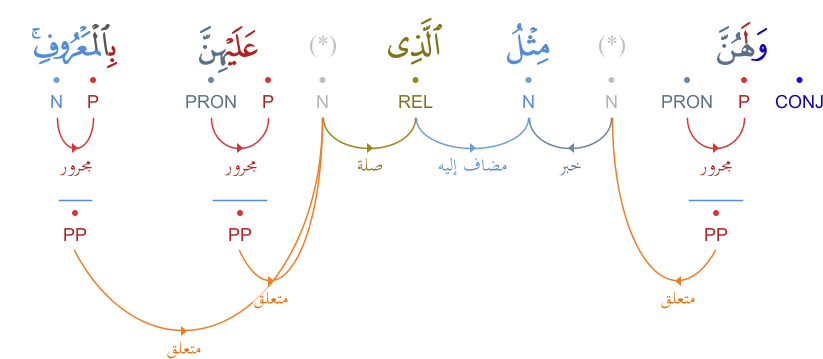 وَلَهُنَّ (*) مِثْلُ ٱلَّذِى (*) عَلَيْهِنَّ بِٱلْمَعْرُوفِ ۚ
N P PRON P N REL N N PRON P CONJ
مجرور خبر مضاف إليه صلة مجرور مجرور
PP PP PP
متعلق متعلق
متعلق